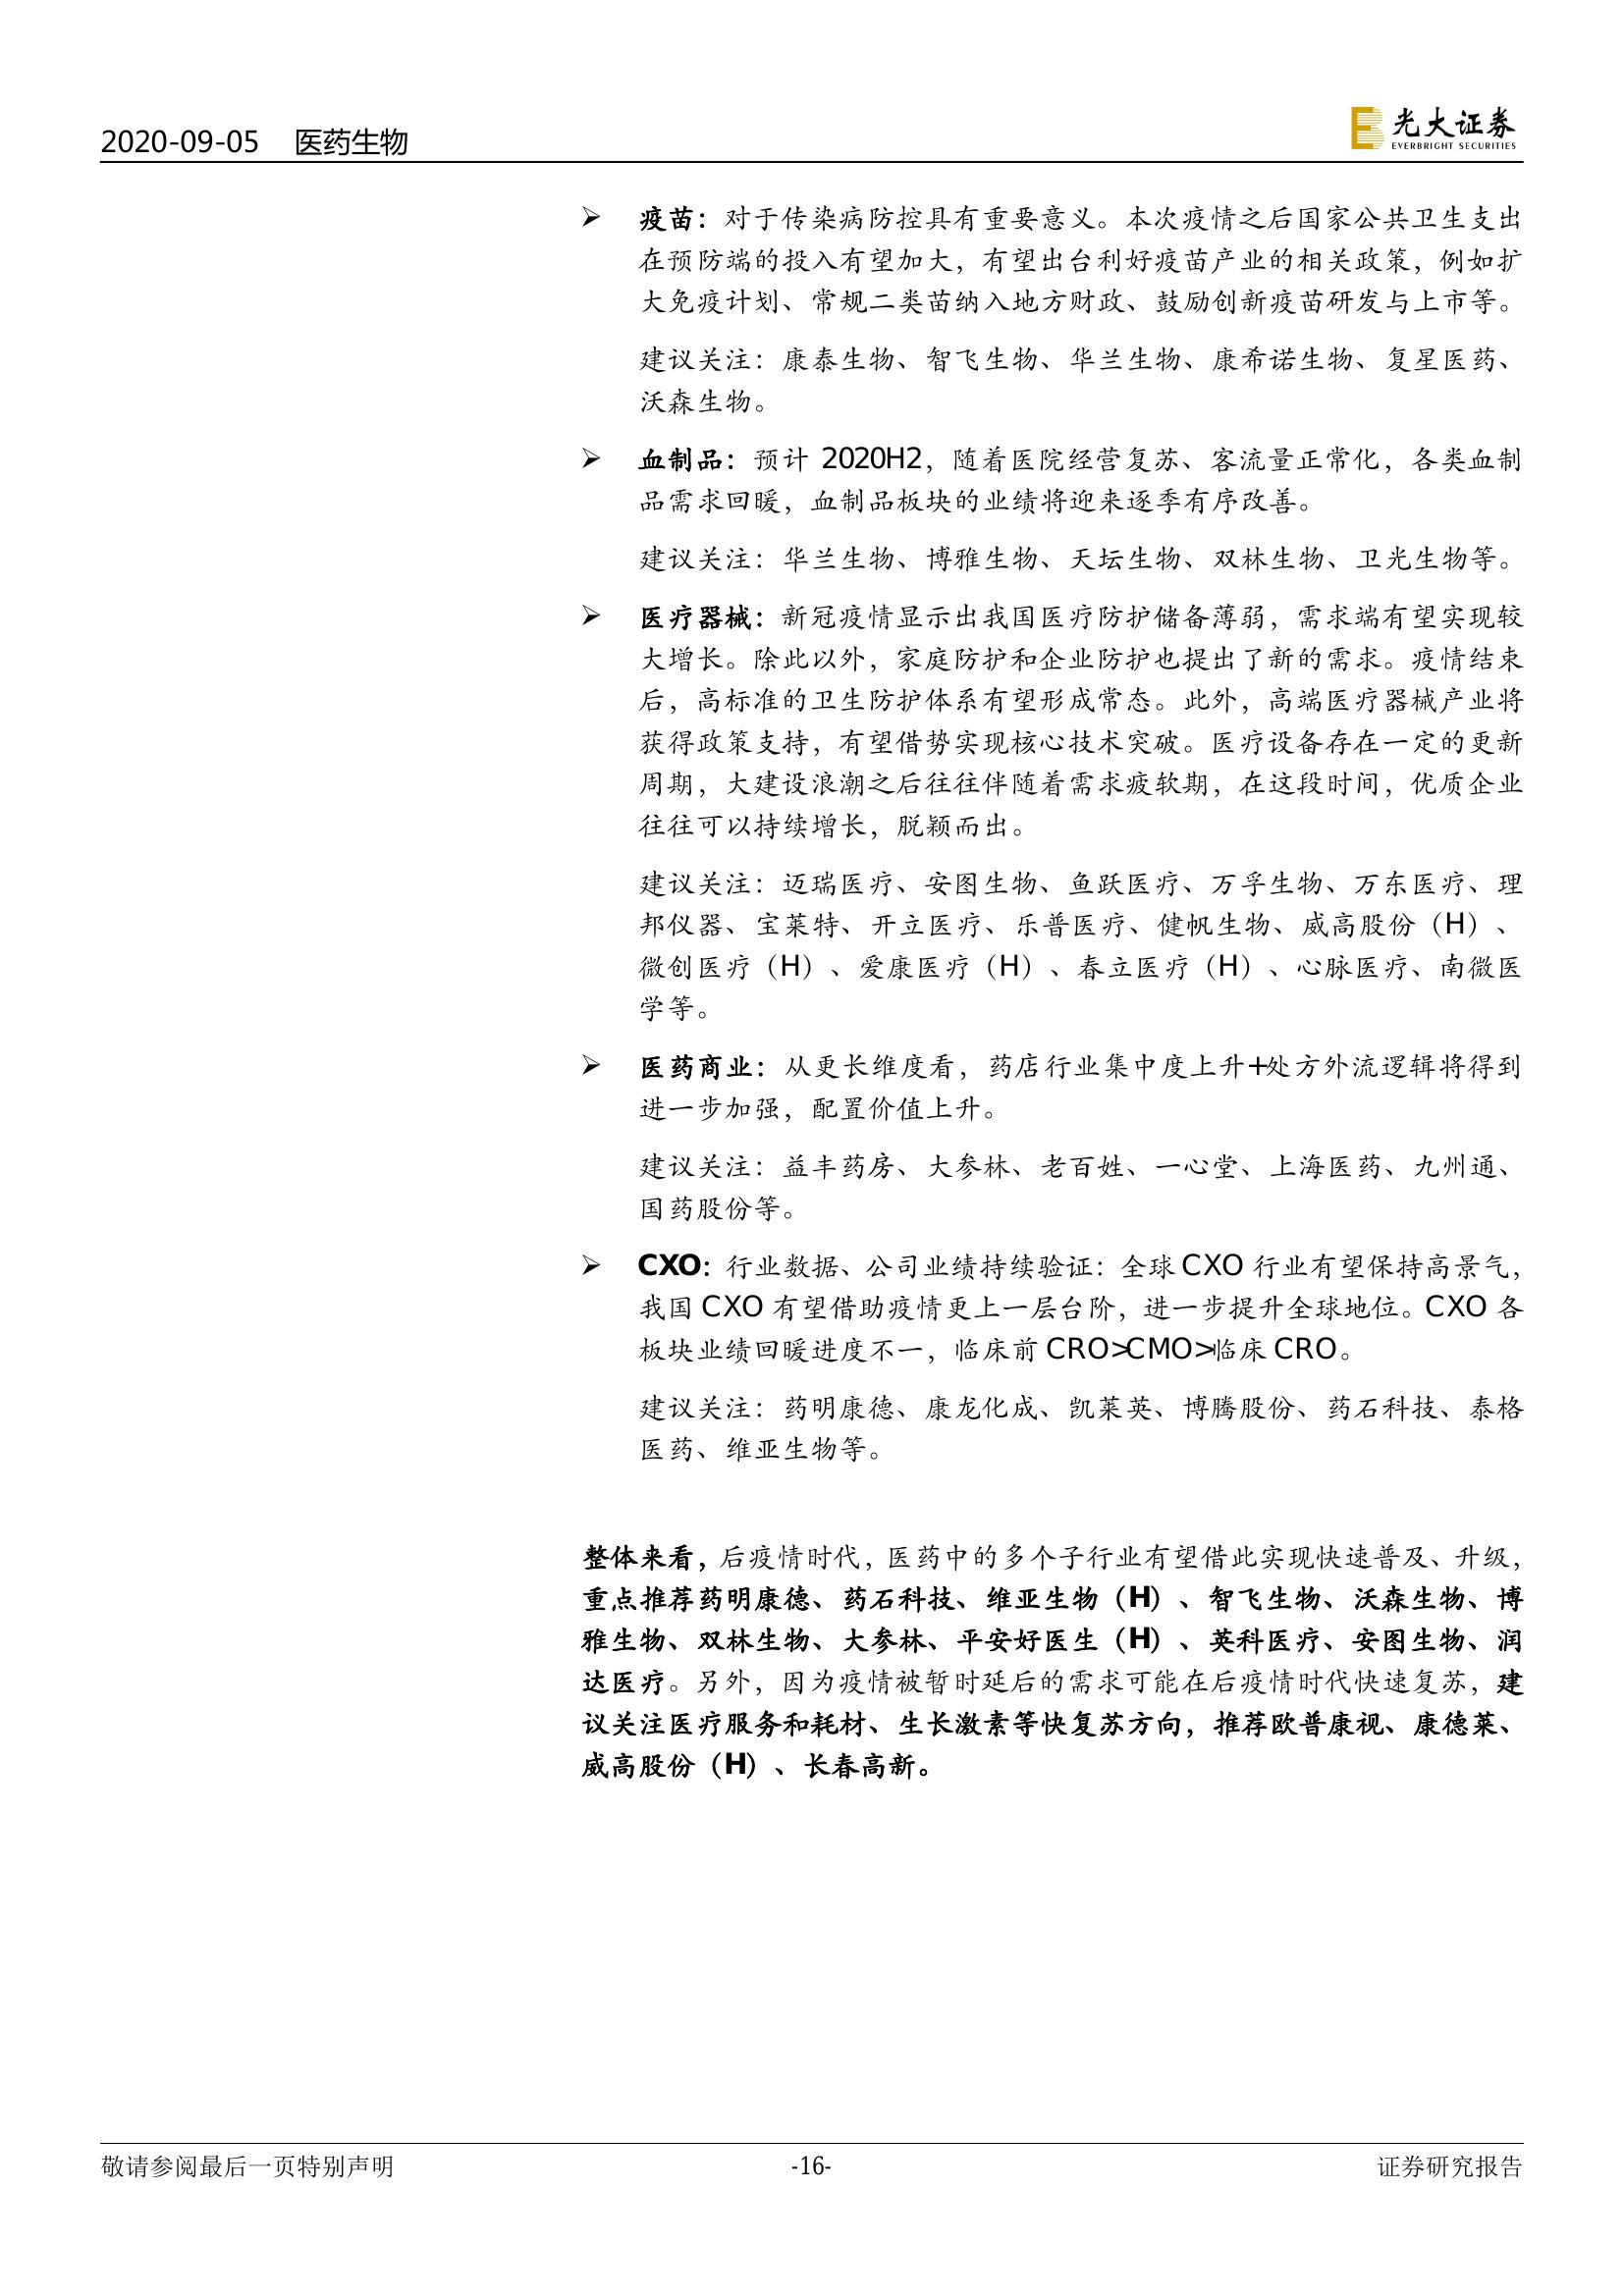 2020-09-05 医药生物
光大证券
EVERBRIGHT SECURITIES
➢ 疫苗：对于传染病防控具有重要意义。本次疫情之后国家公共卫生支出
在预防端的投入有望加大，有望出台利好疫苗产业的相关政策，例如扩
大免疫计划、常规二类苗纳入地方财政、鼓励创新疫苗研发与上市等。
建议关注：康泰生物、智飞生物、华兰生物、康希诺生物、复星医药、
沃森生物。
➢ 血制品：预计 2020H2，随着医院经营复苏、客流量正常化，各类血制
品需求回暖，血制品板块的业绩将迎来逐季有序改善。
建议关注：华兰生物、博雅生物、天坛生物、双林生物、卫光生物等。
➢ 医疗器械：新冠疫情显示出我国医疗防护储备薄弱，需求端有望实现较
大增长。除此以外，家庭防护和企业防护也提出了新的需求。疫情结束
后，高标准的卫生防护体系有望形成常态。此外，高端医疗器械产业将
获得政策支持，有望借势实现核心技术突破。医疗设备存在一定的更新
周期，大建设浪潮之后往往伴随着需求疲软期，在这段时间，优质企业
往往可以持续增长，脱颖而出。
建议关注：迈瑞医疗、安图生物、鱼跃医疗、万孚生物、万东医疗、理
邦仪器、宝莱特、开立医疗、乐普医疗、健帆生物、威高股份（H）、
微创医疗（H）、爱康医疗（H）、春立医疗（H）、心脉医疗、南微医
学等。
➢ 医药商业：从更长维度看，药店行业集中度上升+处方外流逻辑将得到
进一步加强，配置价值上升。
建议关注：益丰药房、大参林、老百姓、一心堂、上海医药、九州通、
国药股份等。
➢ CXO：行业数据、公司业绩持续验证：全球 CXO 行业有望保持高景气，
我国 CXO 有望借助疫情更上一层台阶，进一步提升全球地位。CXO 各
板块业绩回暖进度不一，临床前 CRO>CMO>临床 CRO。
建议关注：药明康德、康龙化成、凯莱英、博腾股份、药石科技、泰格
医药、维亚生物等。
整体来看，后疫情时代，医药中的多个子行业有望借此实现快速普及、升级，
重点推荐药明康德、药石科技、维亚生物（H）、智飞生物、沃森生物、博
雅生物、双林生物、大参林、平安好医生（H）、英科医疗、安图生物、润
达医疗。另外，因为疫情被暂时延后的需求可能在后疫情时代快速复苏，建
议关注医疗服务和耗材、生长激素等快复苏方向，推荐欧普康视、康德莱、
威高股份（H）、长春高新。
敬请参阅最后一页特别声明
-16-
证券研究报告